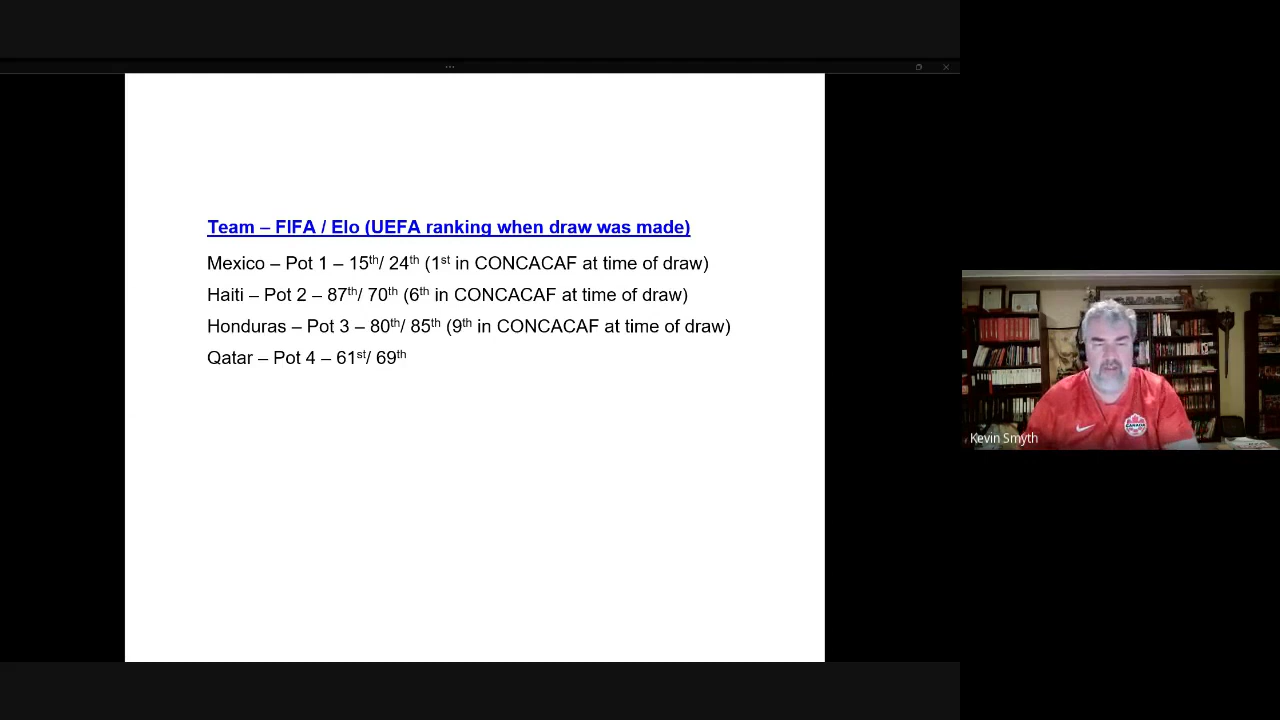 Team – FIFA / Elo (UEFA ranking when draw was made)
Mexico – Pot 1 – 15th/ 24th (1st in CONCACAF at time of draw)
Haiti – Pot 2 – 87th/ 70th (6th in CONCACAF at time of draw)
Honduras – Pot 3 – 80th/ 85th (9th in CONCACAF at time of draw)
Qatar – Pot 4 – 61st/ 69th
CANADA
Kevin Smyth